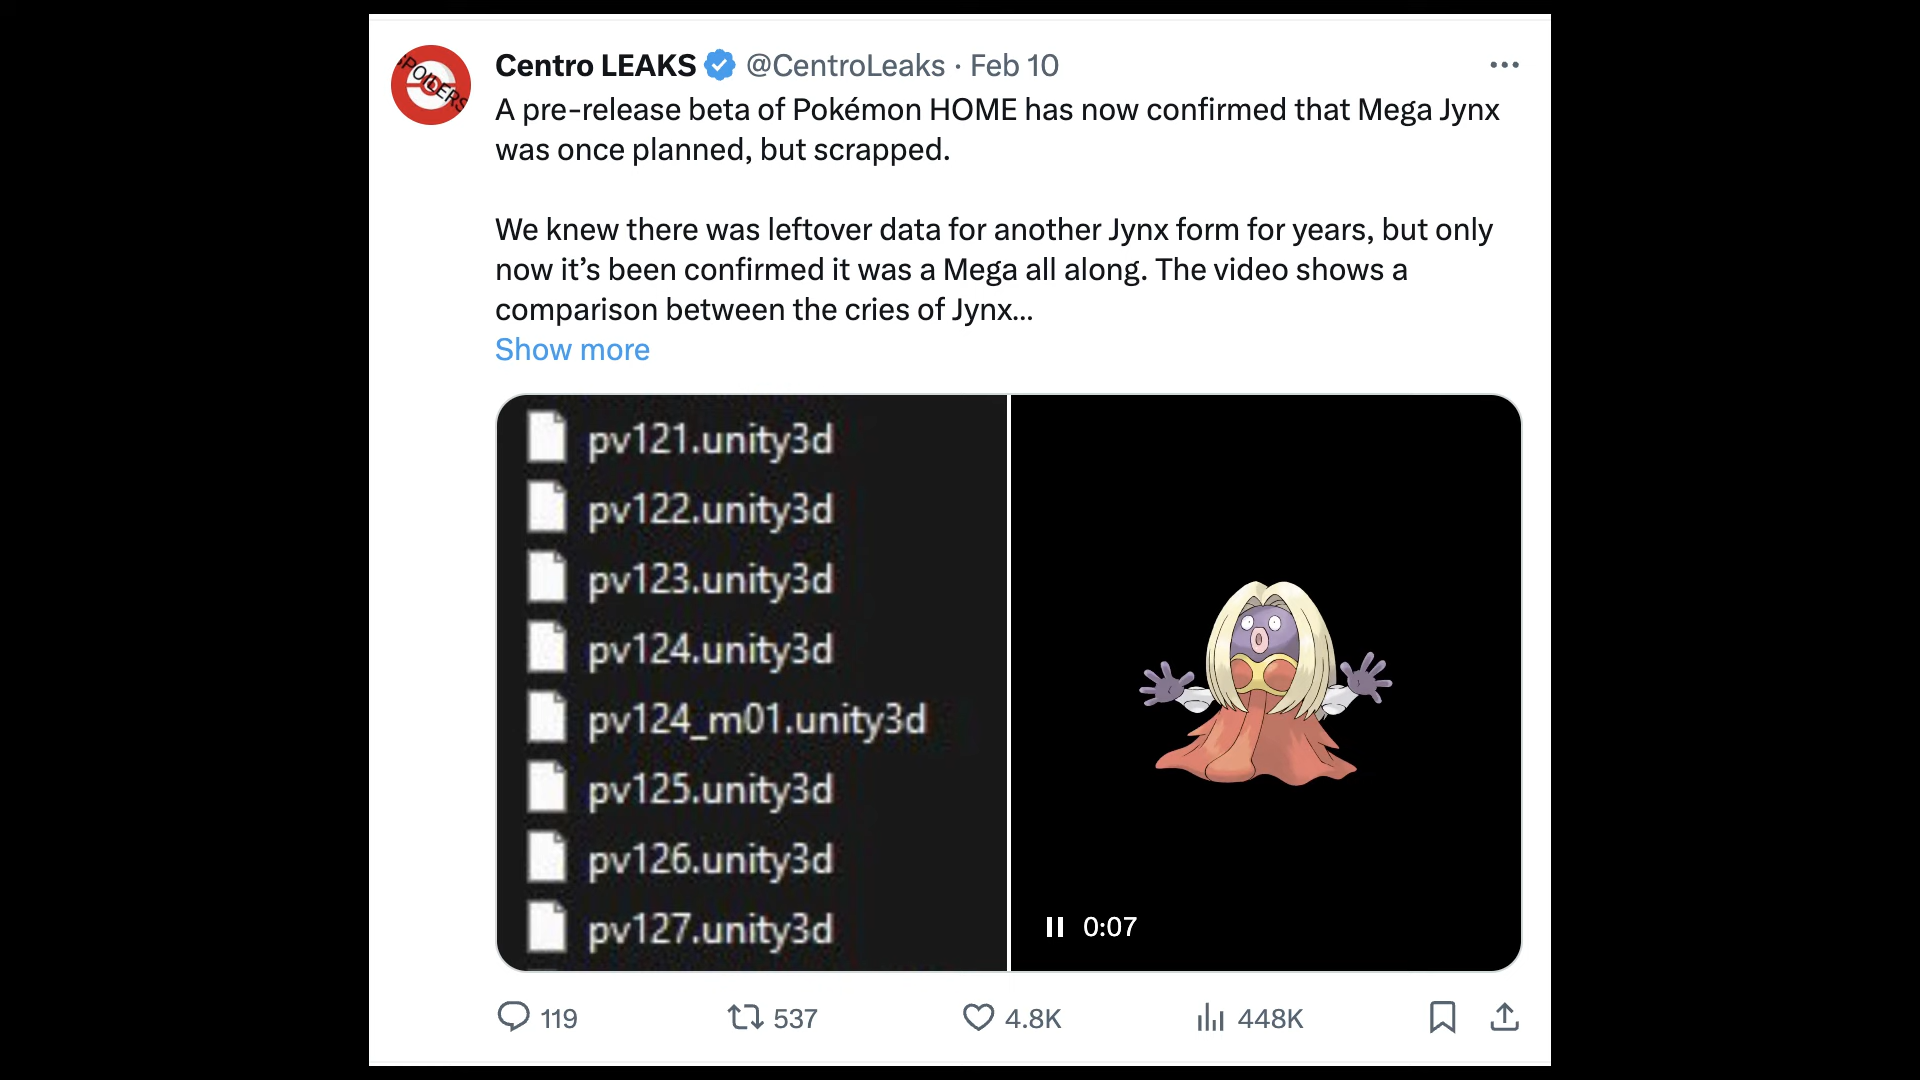 SPOILERS
Centro LEAKS @CentroLeaks · Feb 10
A pre-release beta of Pokémon HOME has now confirmed that Mega Jynx
was once planned, but scrapped.
We knew there was leftover data for another Jynx form for years, but only
now it’s been confirmed it was a Mega all along. The video shows a
comparison between the cries of Jynx...
Show more
pv121.unity3d
pv122.unity3d
pv123.unity3d
pv124.unity3d
pv124_m01.unity3d
pv125.unity3d
pv126.unity3d
pv127.unity3d
0:07
119 537 4.8K 448K